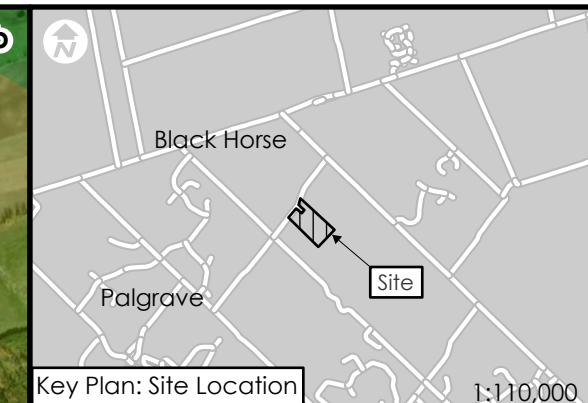 N
Black Horse
Site
Palgrave
Key Plan: Site Location
1:110,000